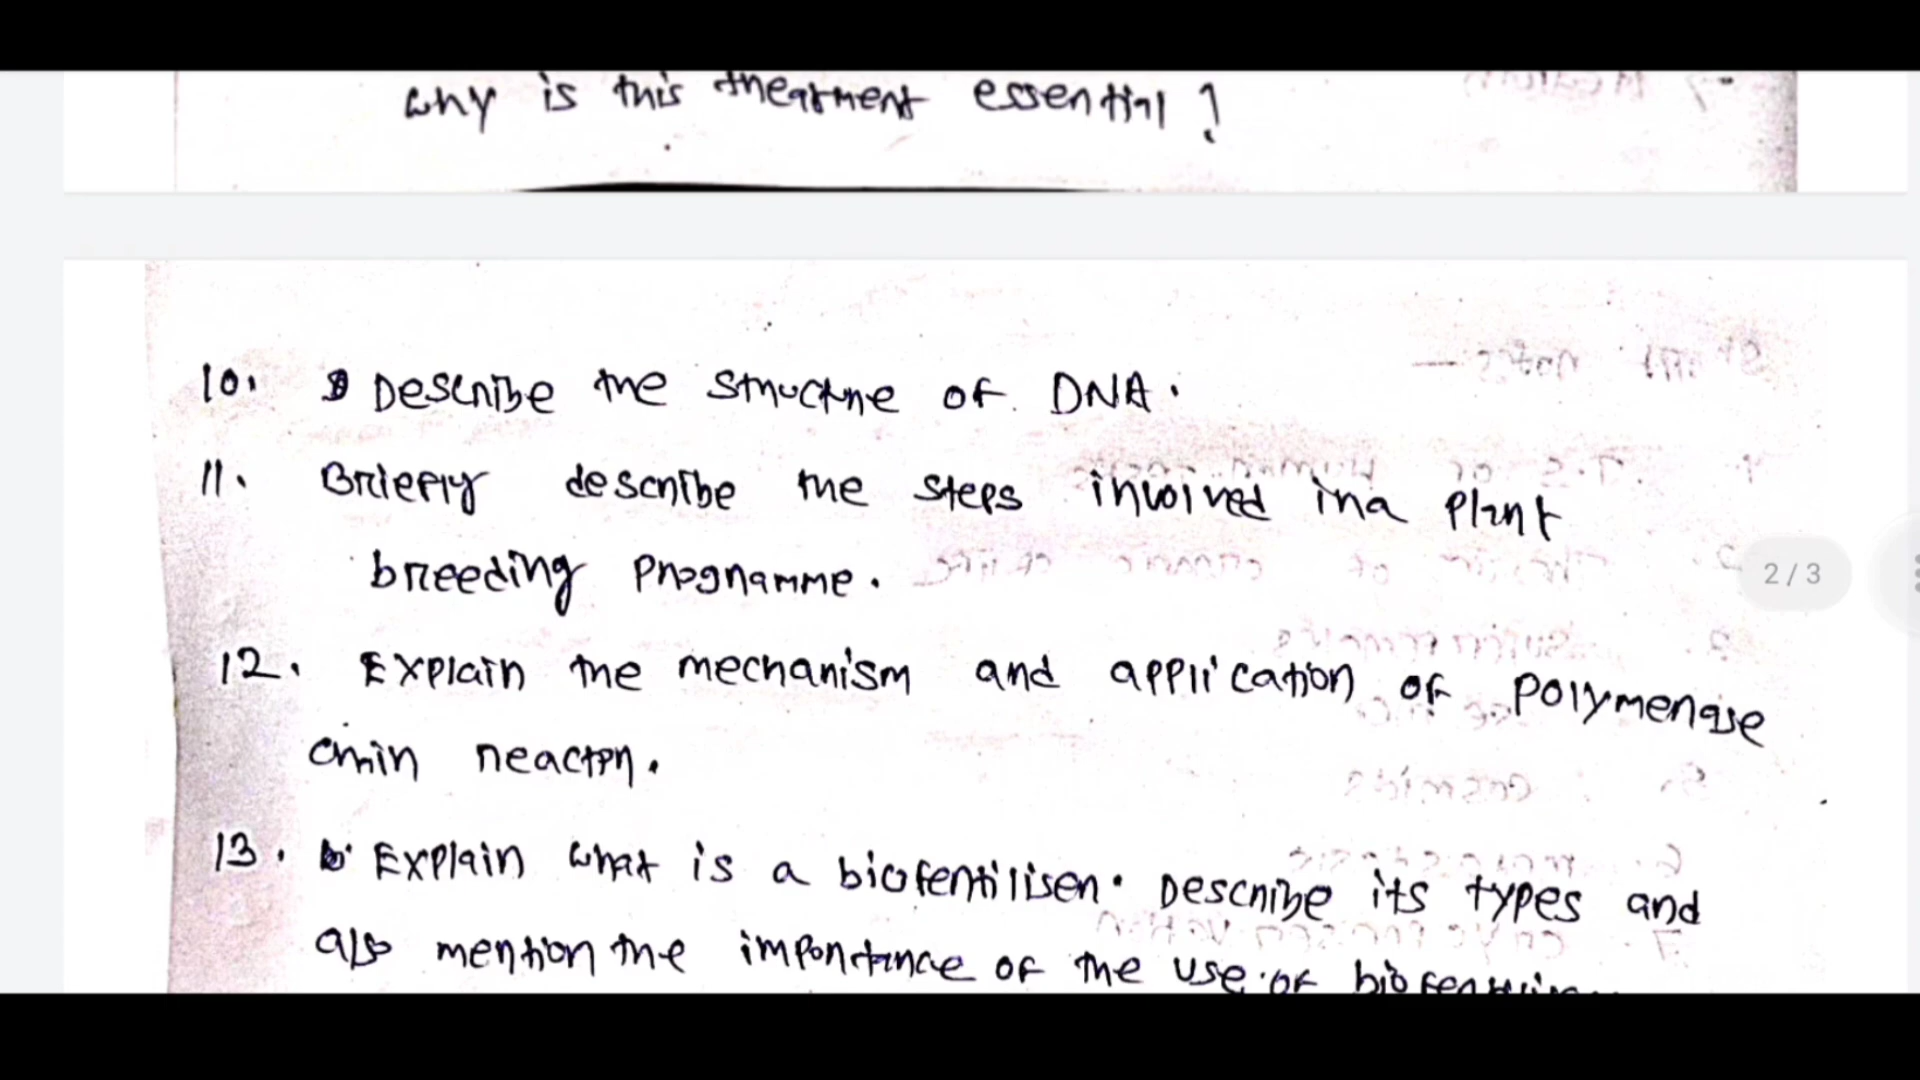 why is this treatment essential?
10. Describe the structure of DNA.
11. Briefly describe the steps involved in a plant
breeding programme.
2/3
12. Explain the mechanism and application of polymerase
chain reaction.
13. Explain what is a biofertiliser. Describe its types and
also mention the importance of the use of